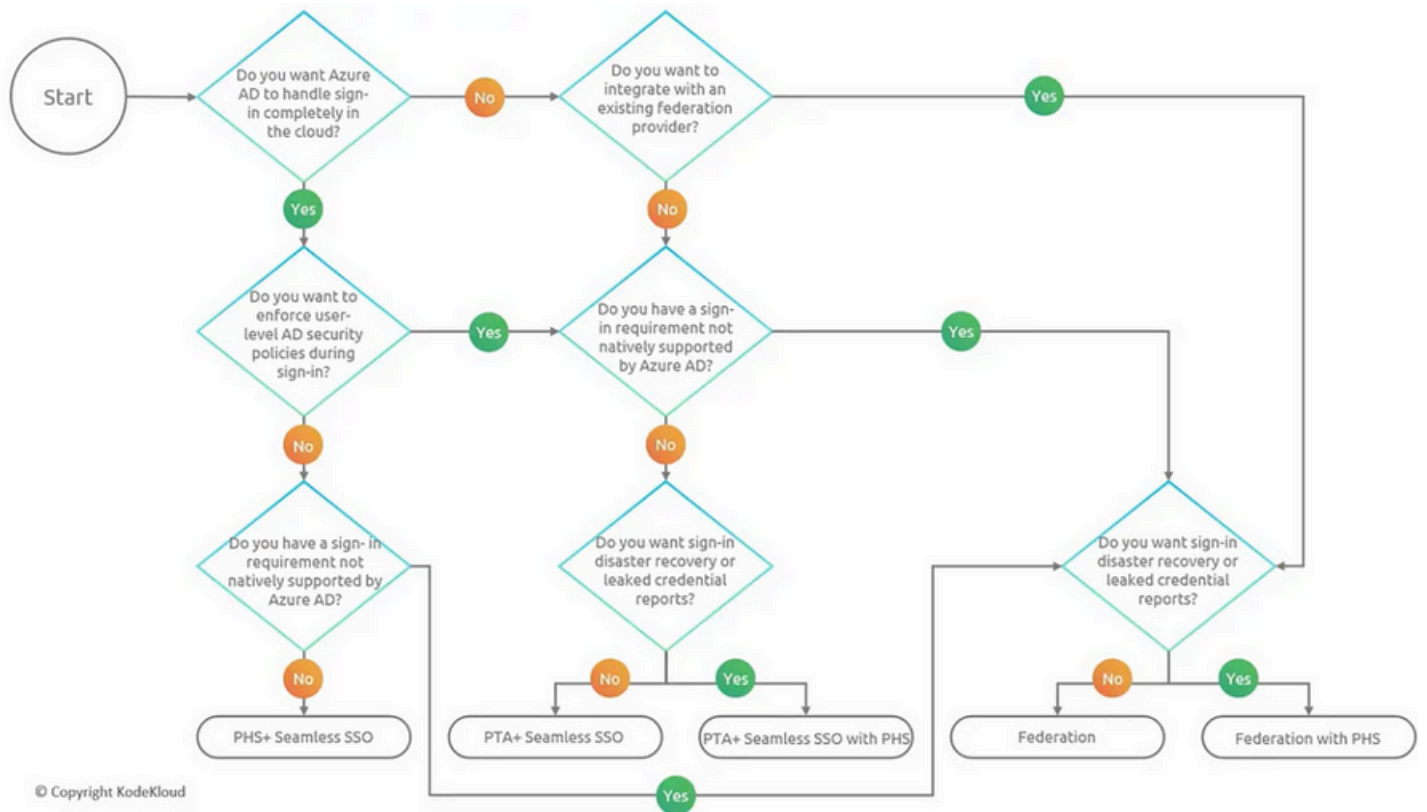 Start
Do you want Azure
AD to handle sign-
in completely in
the cloud?
No
Do you want to
integrate with an
existing federation
provider?
Yes
Yes
No
Do you want to
enforce user-
level AD security
policies during
sign-in?
Yes
Do you have a sign-
in requirement not
natively supported
by Azure AD?
Yes
No
No
Do you have a sign- in
requirement not
natively supported by
Azure AD?
Do you want sign-in
disaster recovery or
leaked credential
reports?
Do you want sign-in
disaster recovery or
leaked credential
reports?
No
No
Yes
No
Yes
PHS+ Seamless SSO
PTA+ Seamless SSO
PTA+ Seamless SSO with PHS
Federation
Federation with PHS
© Copyright KodeKloud
Yes